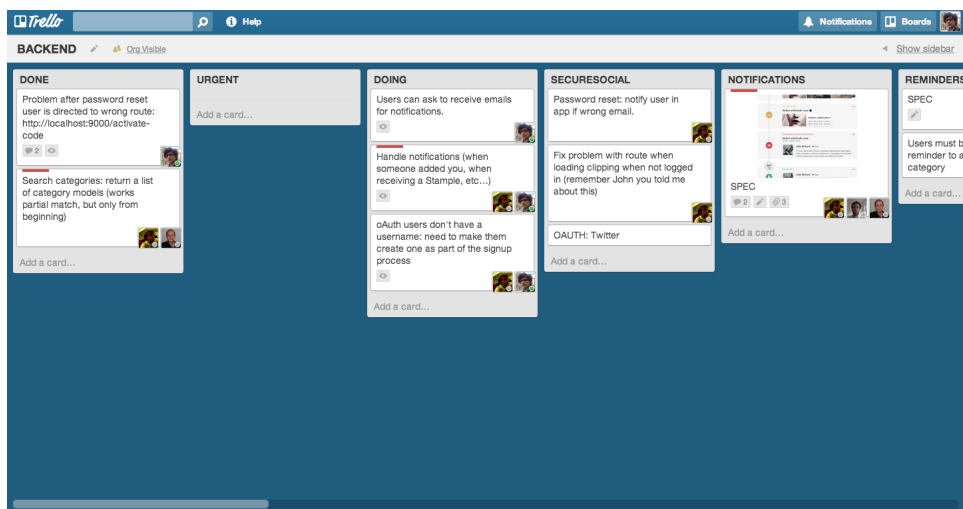 Trello
Help
Notifications
Boards
BACKEND
Org Visible
Show sidebar
DONE
Problem after password reset
user is directed to wrong route:
http://localhost:9000/activate-
code
2
Search categories: return a list
of category models (works
partial match, but only from
beginning)
Add a card...
URGENT
Add a card...
DOING
Users can ask to receive emails
for notifications.
Handle notifications (when
someone added you, when
receiving a Stample, etc...)
oAuth users don't have a
username: need to make them
create one as part of the signup
process
Add a card...
SECURESOCIAL
Password reset: notify user in
app if wrong email.
Fix problem with route when
loading clipping when not logged
in (remember John you told me
about this)
OAUTH: Twitter
Add a card...
NOTIFICATIONS
SPEC
2
3
Add a card...
REMINDERS
SPEC
Users must b
reminder to a
category
Add a card...